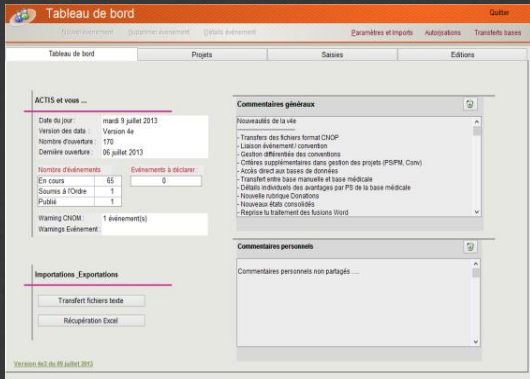 Tableau de bord
Quitter
Nouvel événement
Supprimer événement
Détails événement
Paramètres et imports
Autorisations
Transferts bases
Tableau de bord
Projets
Saisies
Editions
ACTIS et vous ...
Date du jour : mardi 9 juillet 2013
Version des data : Version 4e
Nombre d'ouverture : 170
Dernière ouverture : 06 juillet 2013
Nombre d'événements
Evénements à déclarer :
En cours 65
0
Soumis à l'Ordre 1
Publié 1
Warning CNOM : 1 événement(s)
Warnings Evénement :
Importations _Exportations
Transfert fichiers texte
Récupération Excel
Version 4e2 du 09 juillet 2013
Commentaires généraux
Nouveautés de la v4e
- Transferts des fichiers format CNOP
- Liaison événement / convention
- Gestion différentiée des conventions
- Critères supplémentaires dans gestion des projets (PS/PM, Conv)
- Accès direct aux bases de données
- Transfert entre base manuelle et base médicale
- Détails individuels des avantages par PS de la base médicale
- Nouvelle rubrique Donations
- Nouveaux états consolidés
- Reprise tu traitement des fusions Word
Commentaires personnels
Commentaires personnels non partagés ....